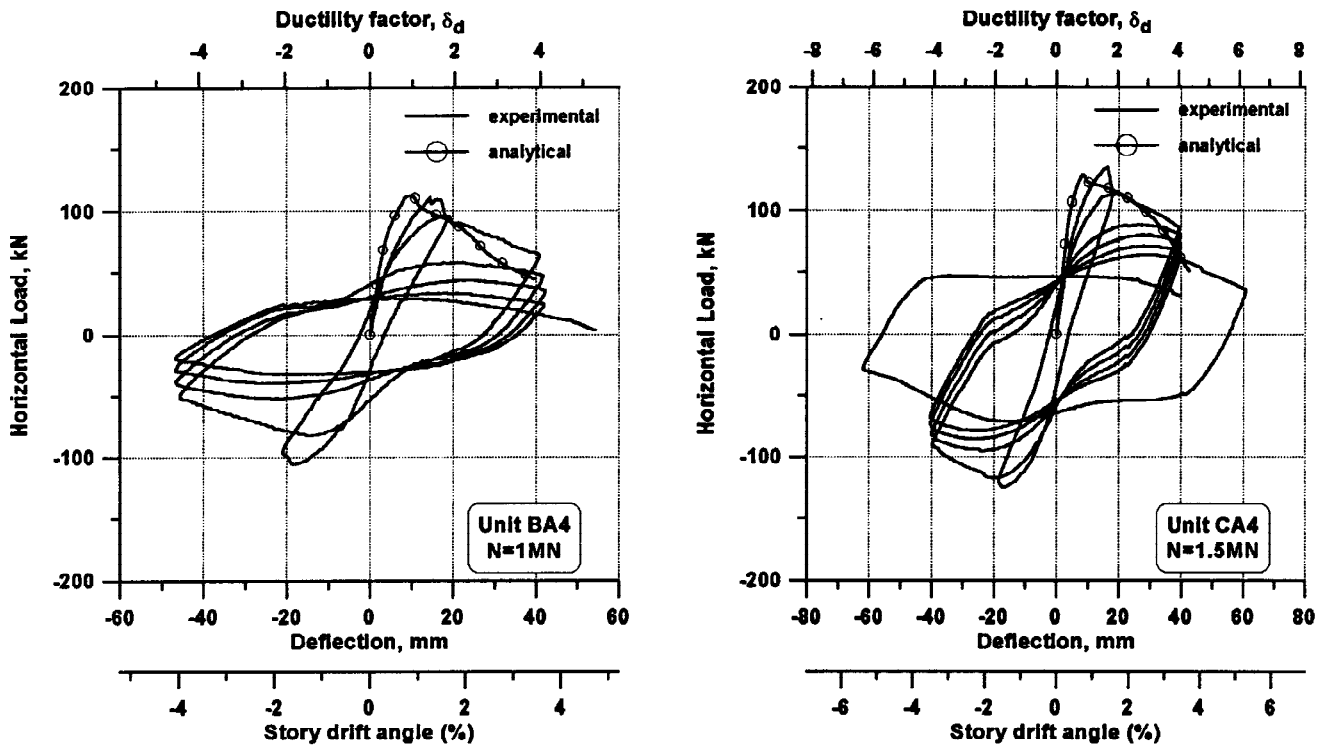 Ductility factor, δd
-4 -2 0 2 4
200
100
0
-100
-200
Horizontal Load, kN
experimental
analytical
Unit BA4
N=1MN
-60 -40 -20 0 20 40 60
Deflection, mm
-4 -2 0 2 4
Story drift angle (%)
Ductility factor, δd
-8 -6 -4 -2 0 2 4 6 8
200
100
0
-100
-200
Horizontal Load, kN
experimental
analytical
Unit CA4
N=1.5MN
-80 -60 -40 -20 0 20 40 60 80
Deflection, mm
-6 -4 -2 0 2 4 6
Story drift angle (%)